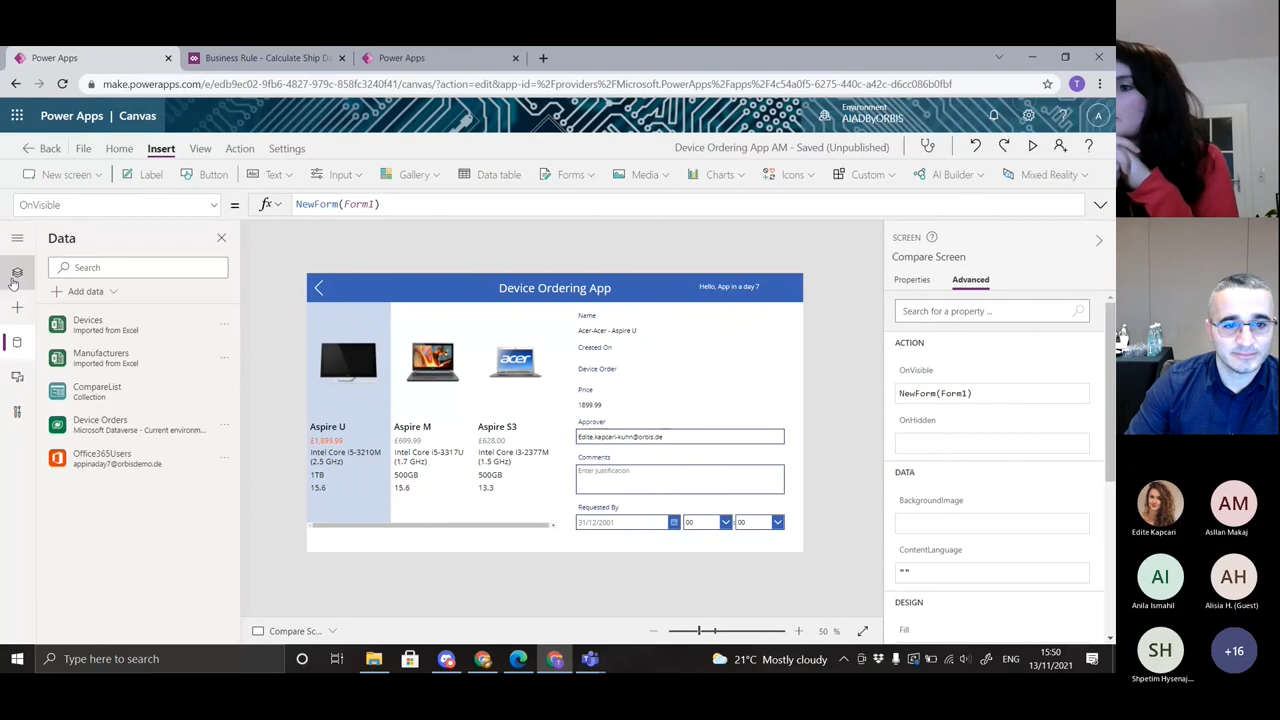 Power Apps
Business Rule - Calculate Ship Da
Power Apps
make.powerapps.com/e/edb9ec02-9fb6-4827-979c-858fc3240f41/canvas/?action=edit&app-id=%2Fproviders%2FMicrosoft.PowerApps%2Fapps%2F4c54a0f5-6275-440c-a42c-d6cc086b0fbf
T
Power Apps | Canvas
Environment
AIADByORBIS
A
Back File Home Insert View Action Settings
Device Ordering App AM - Saved (Unpublished)
New screen Label Button Text Input Gallery Data table Forms Media Charts Icons Custom AI Builder Mixed Reality
OnVisible = fx NewForm(Form1)
Data
Search
Add data
Devices
Imported from Excel
Manufacturers
Imported from Excel
CompareList
Collection
Device Orders
Microsoft Dataverse - Current environm...
Office365Users
appinaday7@orbisdemo.de
Device Ordering App
Hello, App in a day 7
Aspire U
£1,899.99
Intel Core i5-3210M
(2.5 GHz)
1TB
15.6
acer
Aspire M
£699.99
Intel Core i5-3317U
(1.7 GHz)
500GB
15.6
Aspire S3
£628.00
Intel Core i3-2377M
(1.5 GHz)
500GB
13.3
Name
Acer-Acer - Aspire U
Created On
Device Order
Price
1899.99
Approver
Edite.kapcari-kuhn@orbis.de
Comments
Enter Justification
Requested By
31/12/2001 00 : 00
SCREEN
Compare Screen
Properties Advanced
Search for a property ...
ACTION
OnVisible
NewForm(Form1)
OnHidden
DATA
BackgroundImage
ContentLanguage
""
DESIGN
Fill
Compare Sc...
50 %
Type here to search
21°C Mostly cloudy
ENG
15:50
13/11/2021
Edite Kapcari
AM
Asllan Makaj
AI
Anila Ismahil
AH
Alisia H. (Guest)
SH
Shpetim Hysenaj...
+16